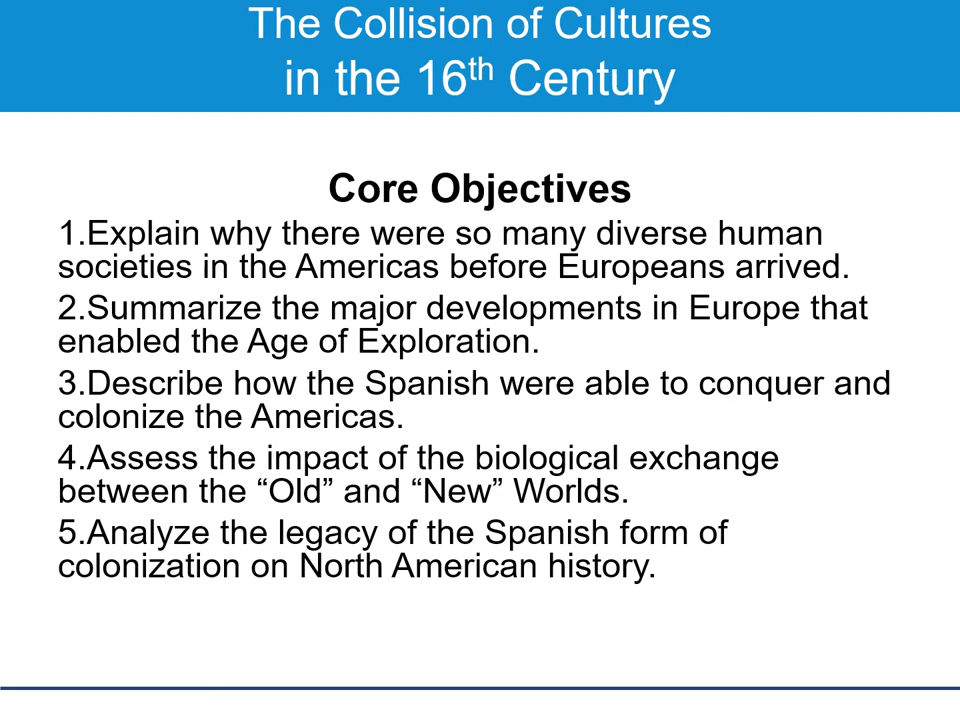 The Collision of Cultures
in the 16th Century
Core Objectives
1.Explain why there were so many diverse human
societies in the Americas before Europeans arrived.
2.Summarize the major developments in Europe that
enabled the Age of Exploration.
3.Describe how the Spanish were able to conquer and
colonize the Americas.
4.Assess the impact of the biological exchange
between the “Old” and “New” Worlds.
5.Analyze the legacy of the Spanish form of
colonization on North American history.